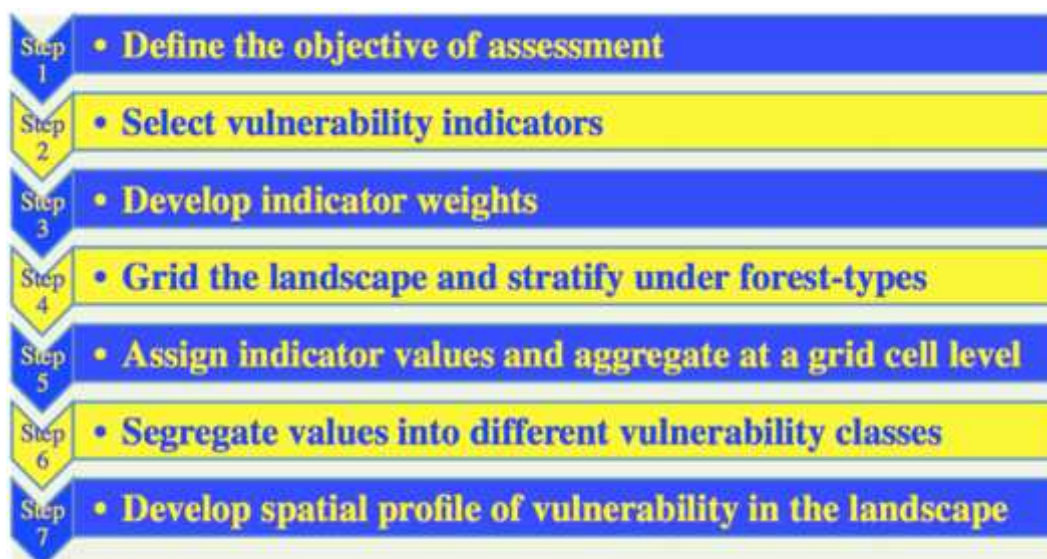 Step 1
• Define the objective of assessment
Step 2
• Select vulnerability indicators
Step 3
• Develop indicator weights
Step 4
• Grid the landscape and stratify under forest-types
Step 5
• Assign indicator values and aggregate at a grid cell level
Step 6
• Segregate values into different vulnerability classes
Step 7
• Develop spatial profile of vulnerability in the landscape